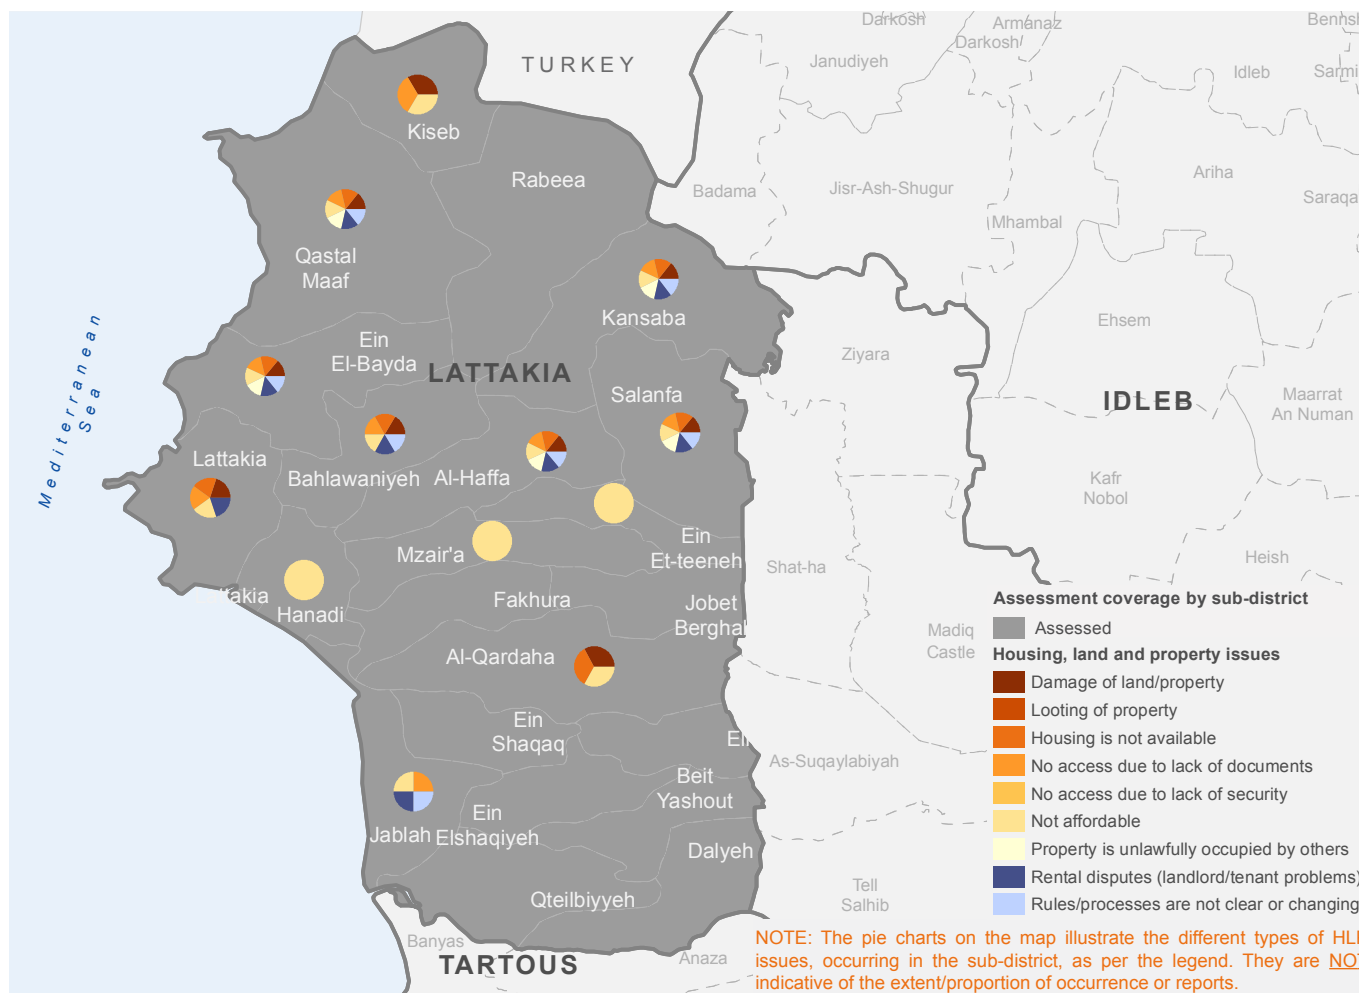 Darkosh
Armanaz
Darkosh
Janudiyeh
TURKEY
Idleb
Kiseb
Rabeea
Badama
Jisr-Ash-Shugur
Ariha
Mhambal
Qastal
Maaf
Kansaba
Ehsem
Mediterranean
Sea
Ein
El-Bayda
LATTAKIA
Ziyara
IDLEB
Salanfa
Maarrat
An Numan
Lattakia
Bahlawaniyeh
Al-Haffa
Kafr
Nobol
Mzair'a
Ein
Et-teeneh
Shat-ha
Heish
Hanadi
Fakhura
Jobet
Al-Qardaha
Madiq
Castle
Ein
Shaqaq
As-Suqaylabiyah
Beit
Yashout
Jablah
Ein
Elshaqiyeh
Dalyeh
Qteilbiyyeh
Tell
Salhib
Banyas
TARTOUS
Anaza
Assessment coverage by sub-district
Assessed
Housing, land and property issues
Damage of land/property
Looting of property
Housing is not available
No access due to lack of documents
No access due to lack of security
Not affordable
Property is unlawfully occupied by others
Rental disputes (landlord/tenant problems)
Rules/processes are not clear or changing
NOTE: The pie charts on the map illustrate the different types of
issues, occurring in the sub-district, as per the legend. They are
indicative of the extent/proportion of occurrence or reports.